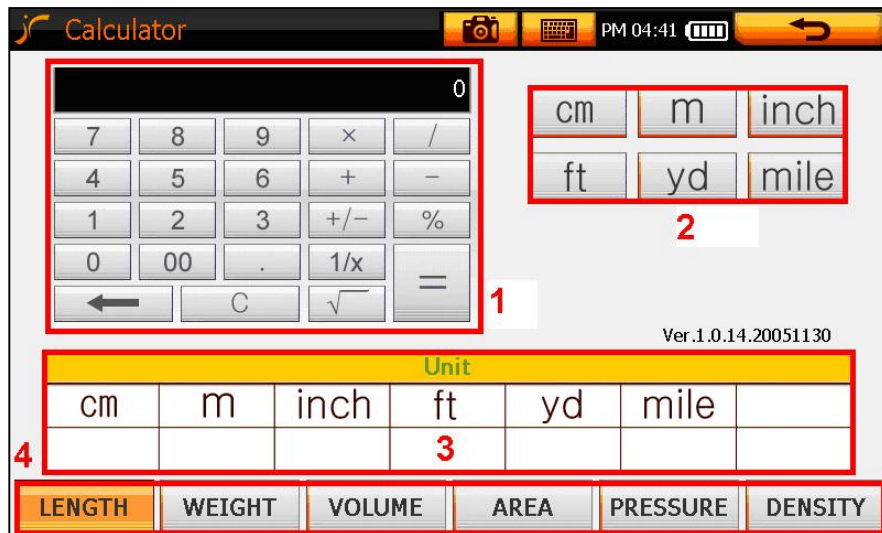 Calculator PM 04:41
0
7 8 9 × /
4 5 6 + −
1 2 3 +/− %
0 00 . 1/x =
C √
cm m inch
ft yd mile
1
2
Ver.1.0.14.20051130
Unit
cm m inch ft yd mile
3
4
LENGTH WEIGHT VOLUME AREA PRESSURE DENSITY